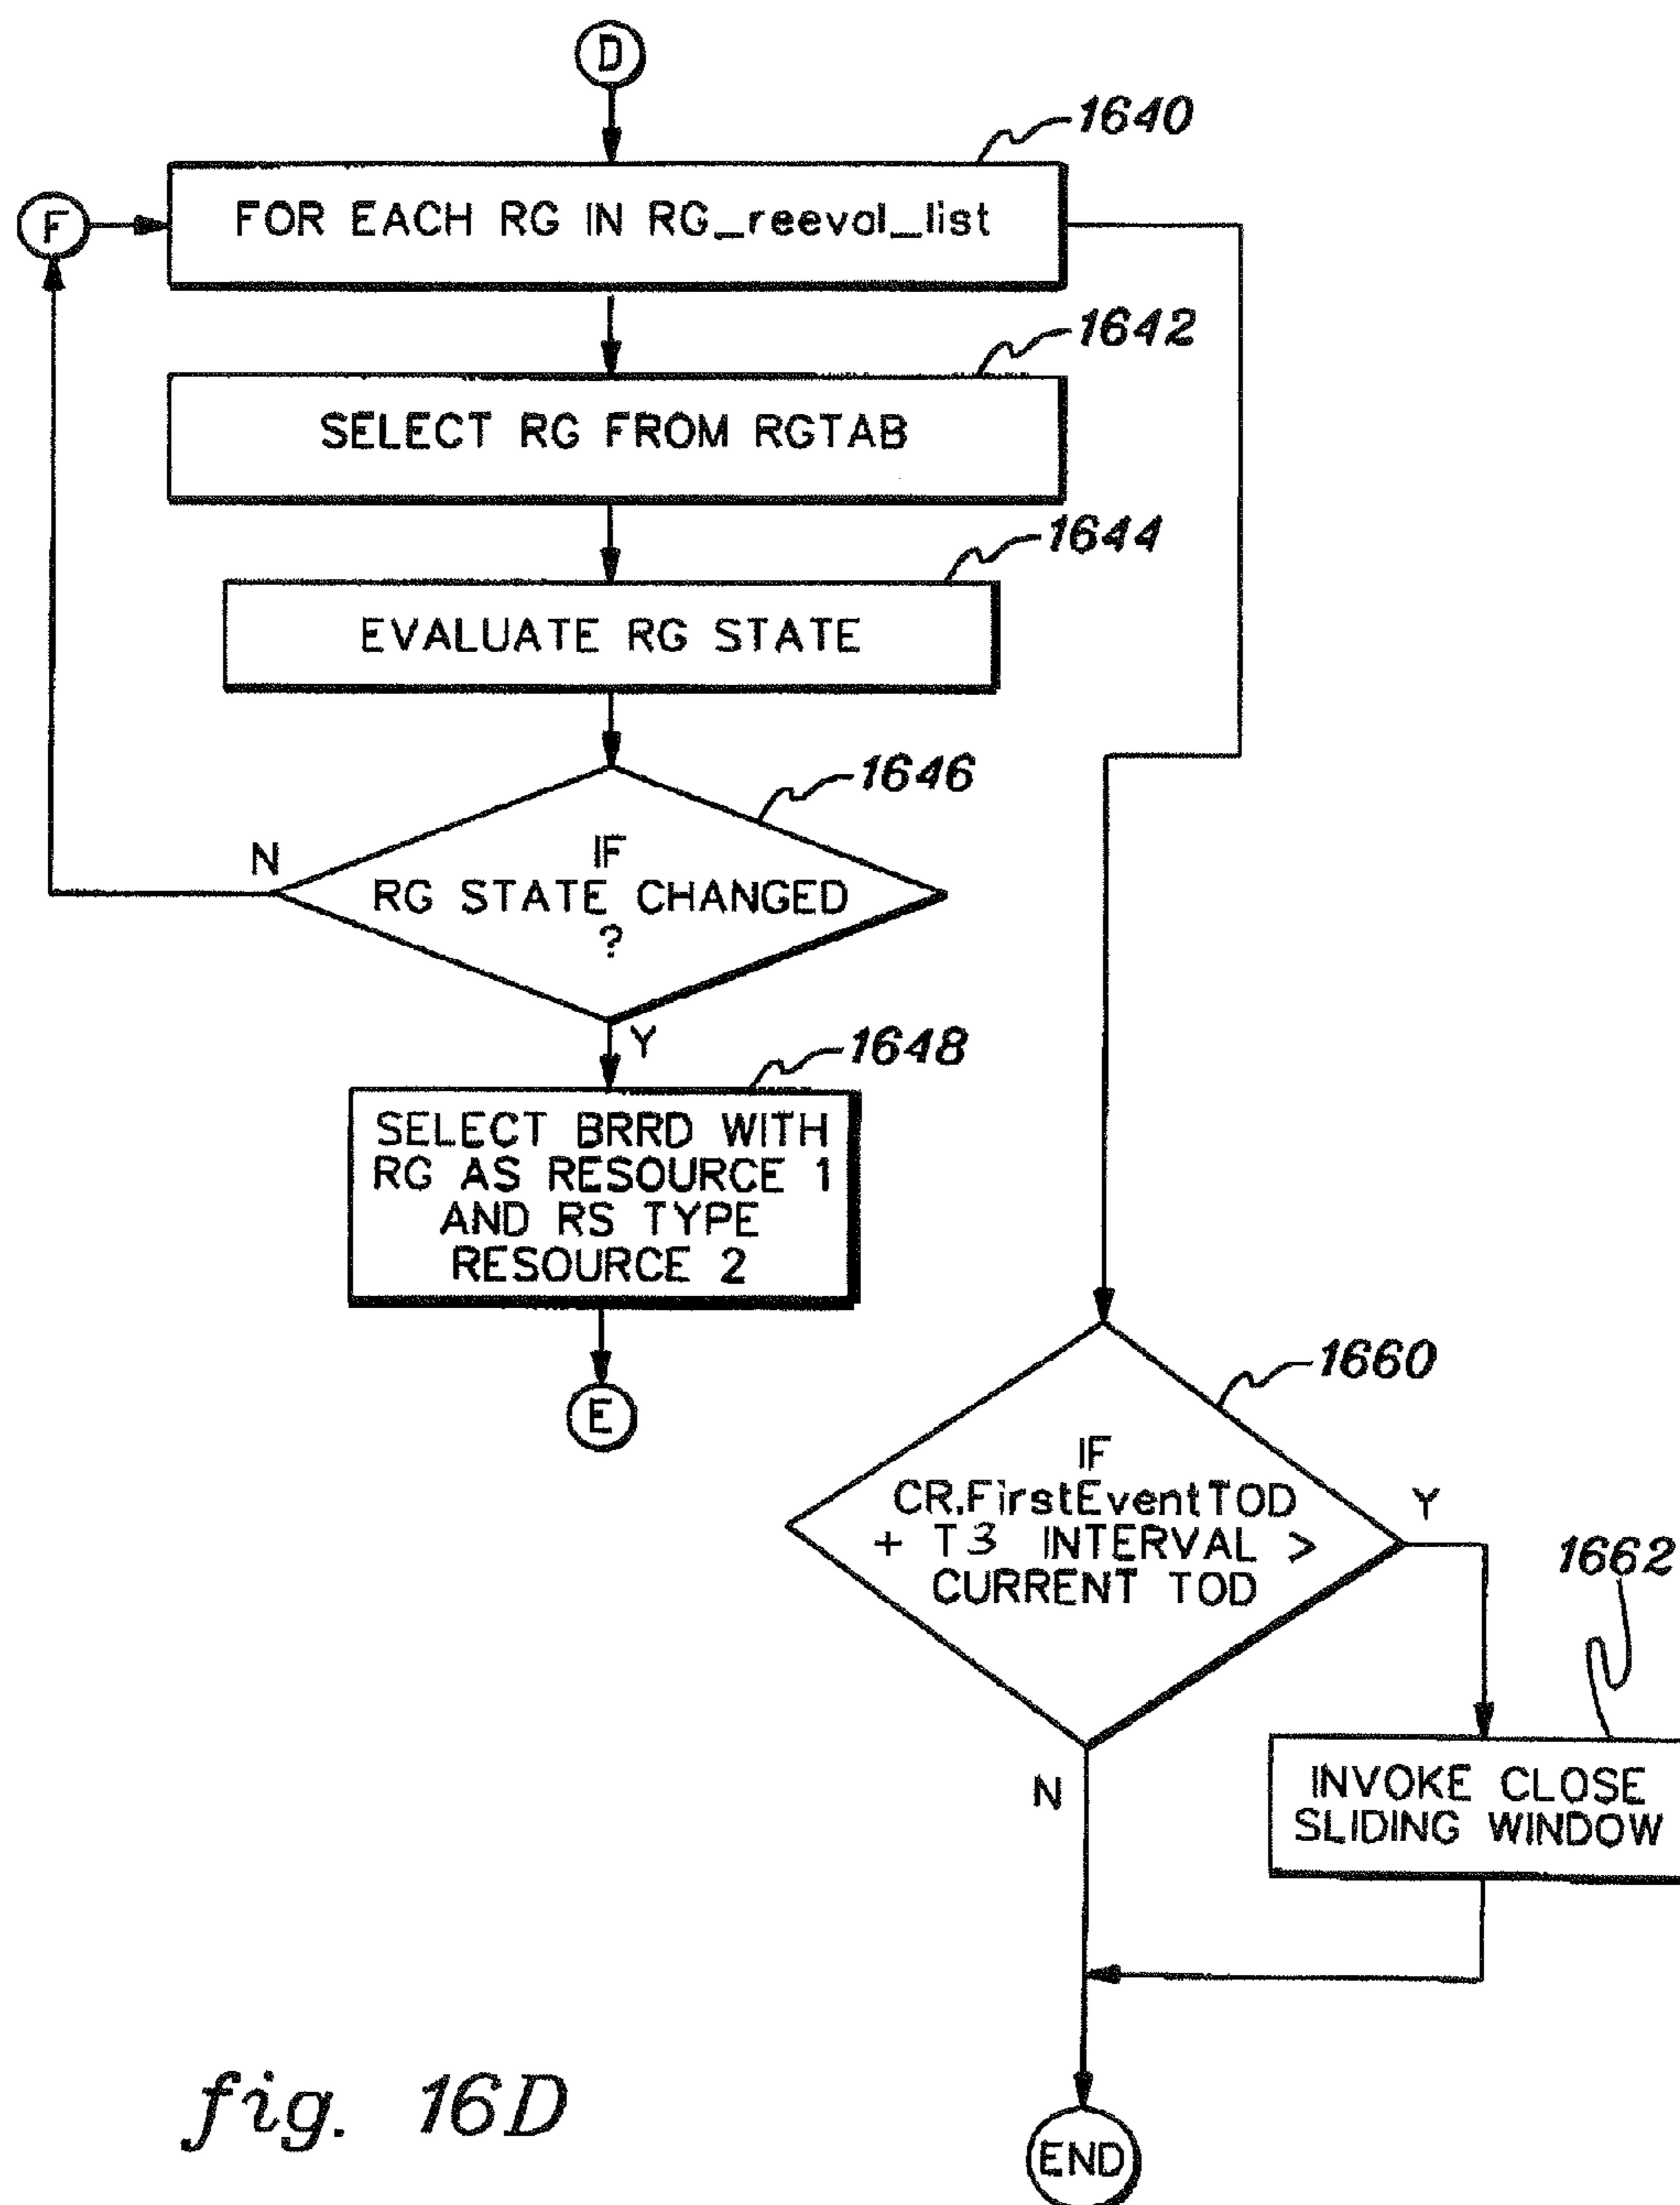 D
1640
F
FOR EACH RG IN RG_reeval_list
1642
SELECT RG FROM RGTAB
1644
EVALUATE RG STATE
1646
N
IF
RG STATE CHANGED
?
Y
1648
SELECT BRRD WITH
RG AS RESOURCE 1
AND RS TYPE
RESOURCE 2
E
1660
IF
CR.FirstEventTOD
+ T3 INTERVAL >
CURRENT TOD
Y
1662
N
INVOKE CLOSE
SLIDING WINDOW
END
fig. 16D